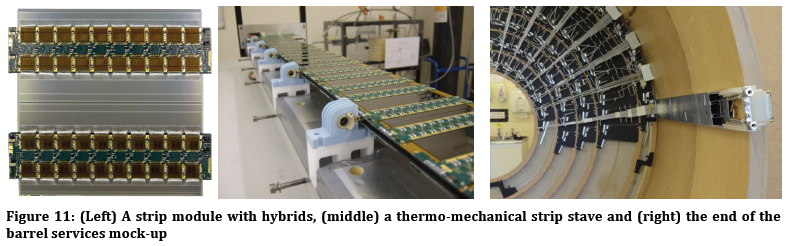 Figure 11: (Left) A strip module with hybrids, (middle) a thermo-mechanical strip stave and (right) the end of the
barrel services mock-up